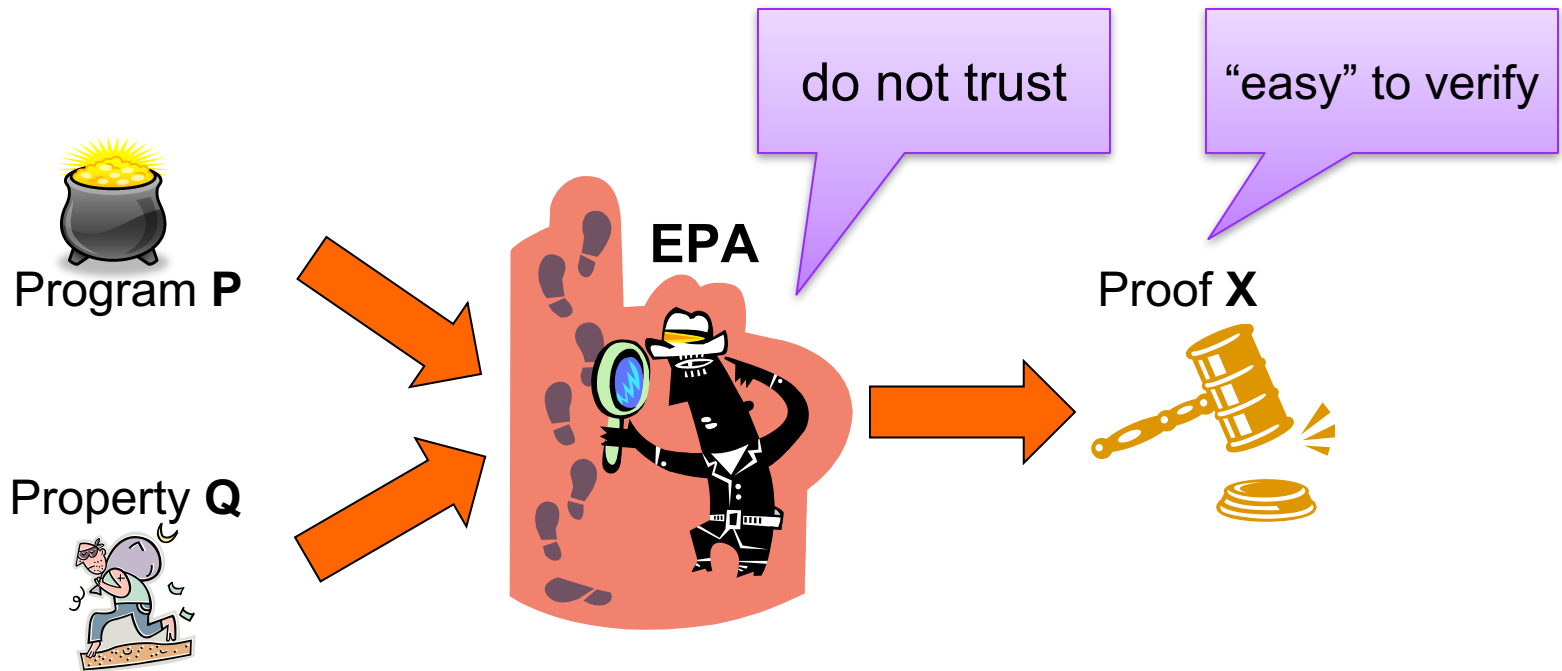 do not trust
“easy” to verify
EPA
Program P
Proof X
Property Q